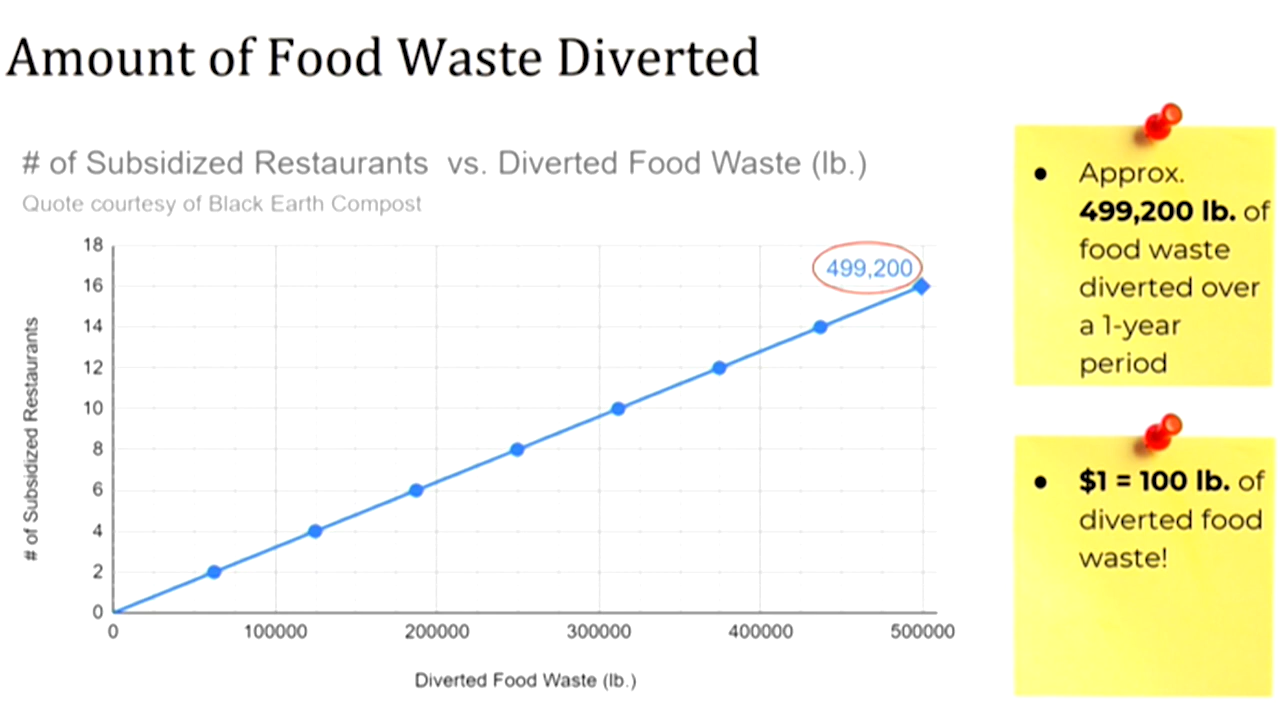 Amount of Food Waste Diverted
# of Subsidized Restaurants vs. Diverted Food Waste (lb.)
Quote courtesy of Black Earth Compost
# of Subsidized Restaurants
18
16
14
12
10
8
6
4
2
0
499,200
0 100000 200000 300000 400000 500000
Diverted Food Waste (lb.)
● Approx.
499,200 lb. of
food waste
diverted over
a 1-year
period
● $1 = 100 lb. of
diverted food
waste!